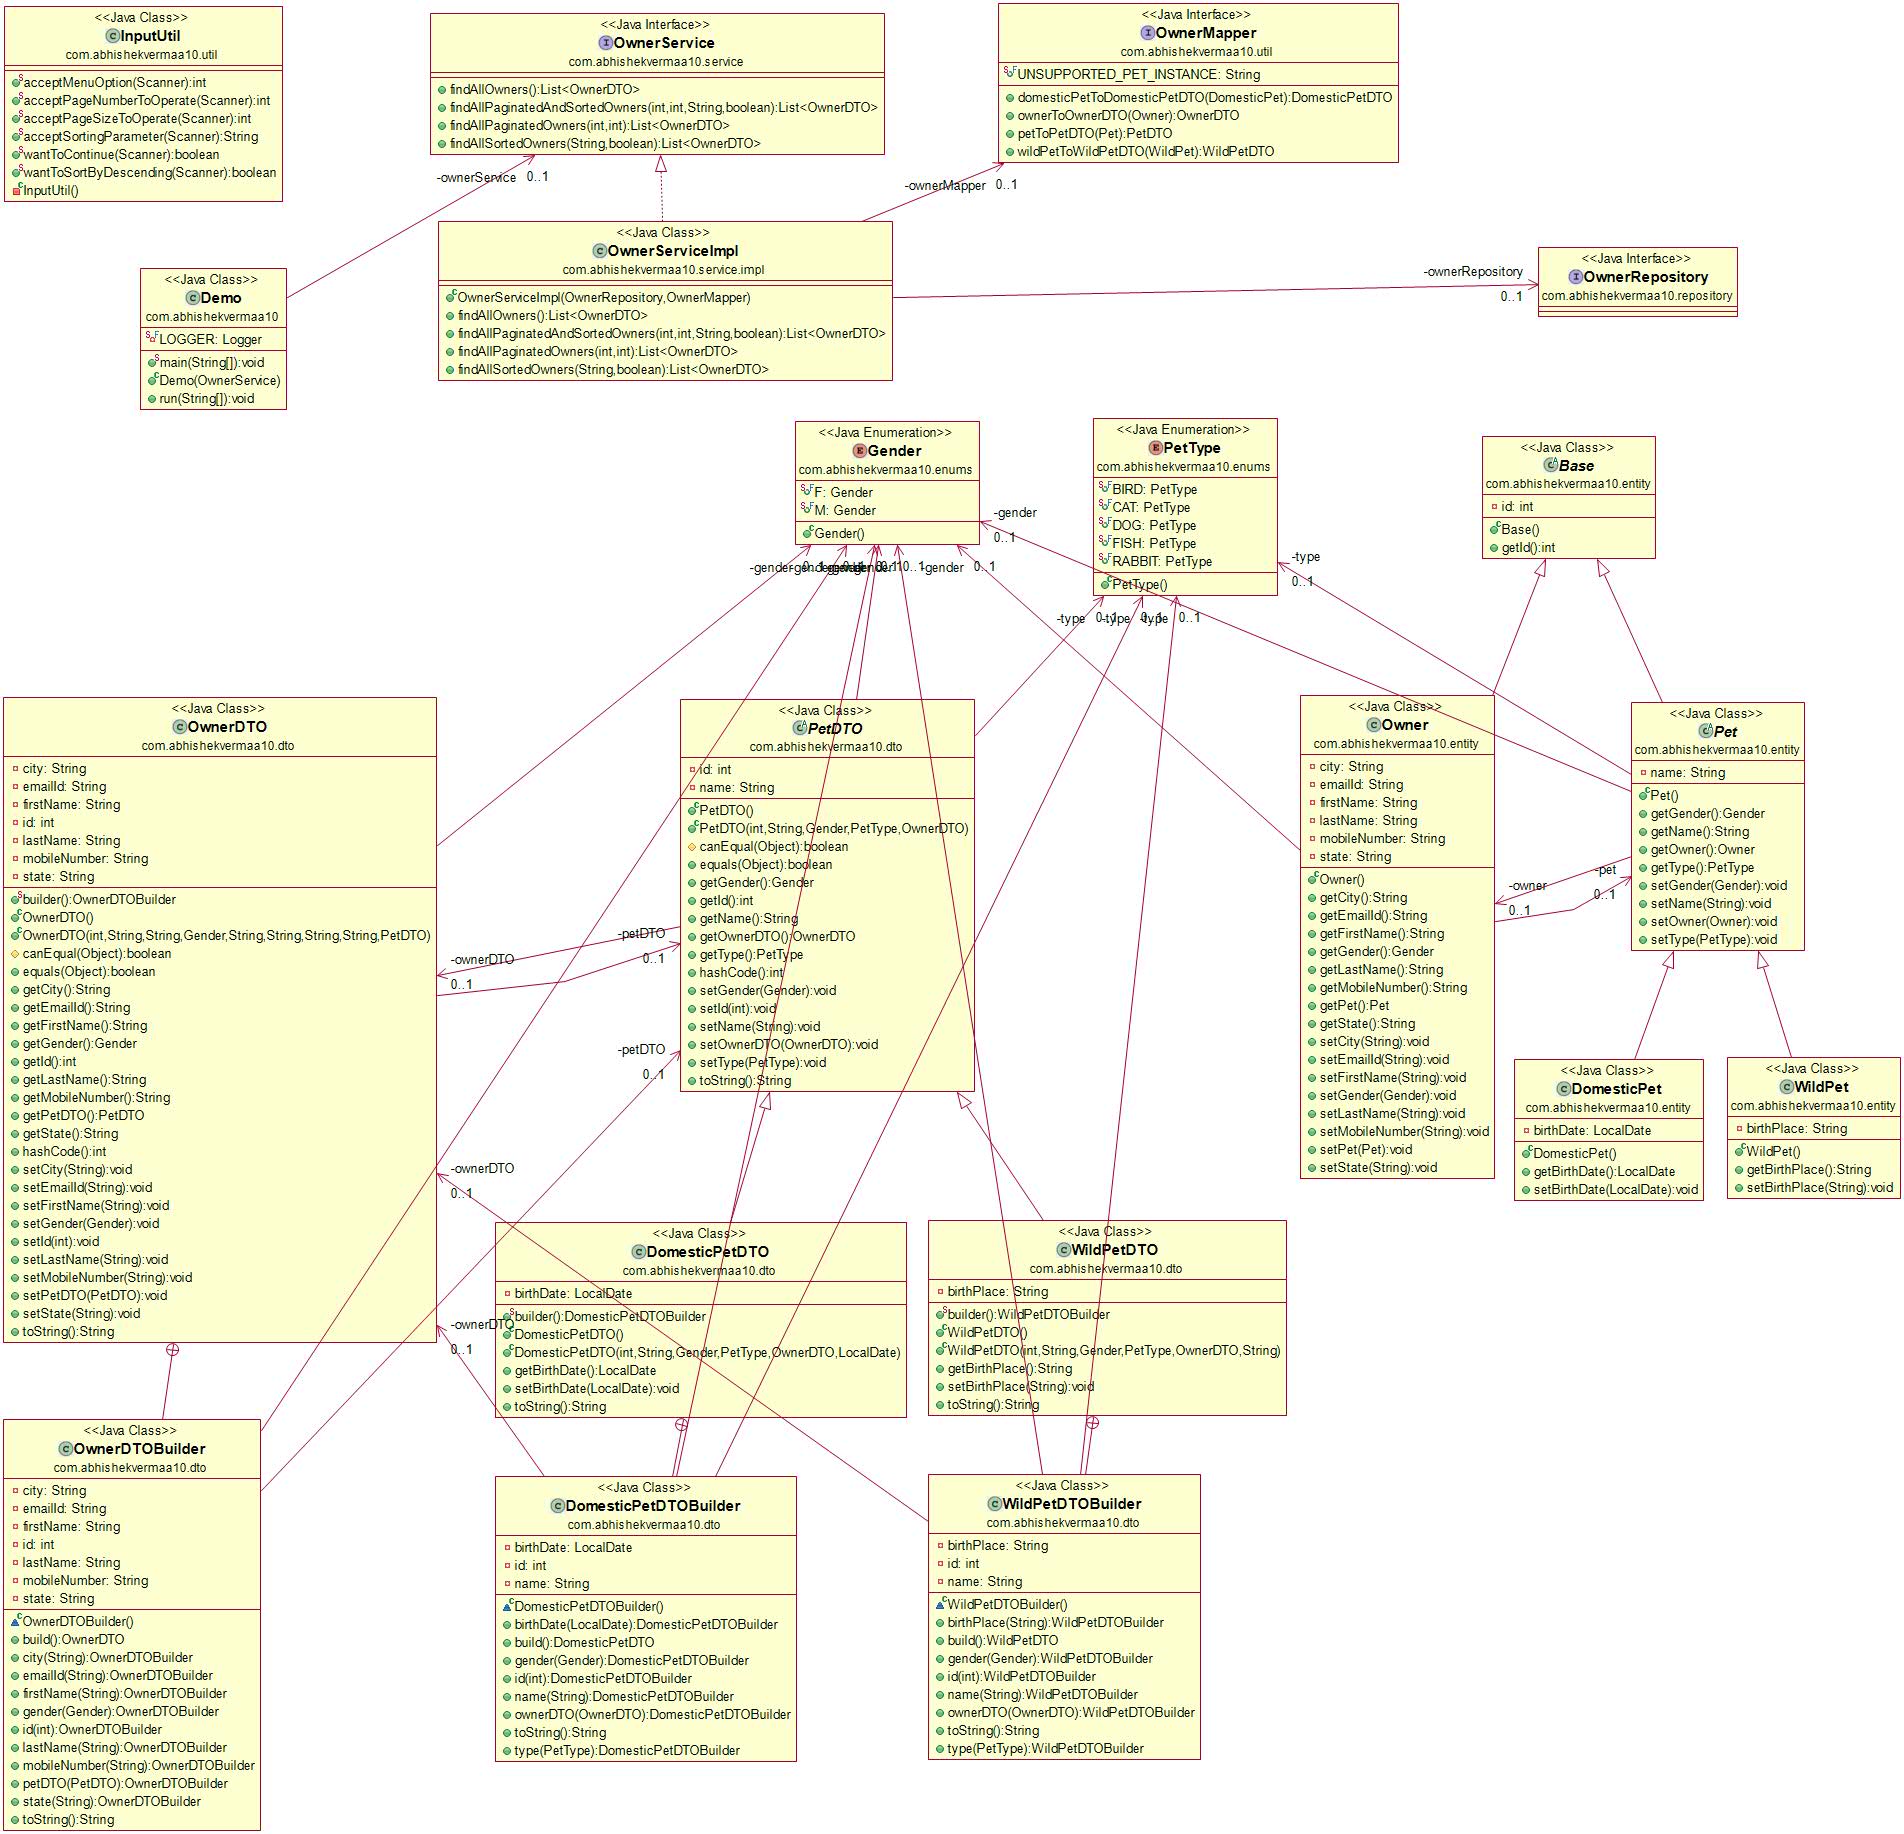 <<Java Class>>
InputUtil
com.abhishekvermaa10.util
acceptMenuOption(Scanner):int
acceptPageNumberToOperate(Scanner):int
acceptPageSizeToOperate(Scanner):int
acceptSortingParameter(Scanner):String
wantToContinue(Scanner):boolean
wantToSortByDescending(Scanner):boolean
InputUtil()
<<Java Interface>>
OwnerService
com.abhishekvermaa10.service
findAllOwners():List<OwnerDTO>
findAllPaginatedAndSortedOwners(int,int,String,boolean):List<OwnerDTO>
findAllPaginatedOwners(int,int):List<OwnerDTO>
findAllSortedOwners(String,boolean):List<OwnerDTO>
<<Java Interface>>
OwnerMapper
com.abhishekvermaa10.util
UNSUPPORTED_PET_INSTANCE: String
domesticPetToDomesticPetDTO(DomesticPet):DomesticPetDTO
ownerToOwnerDTO(Owner):OwnerDTO
petToPetDTO(Pet):PetDTO
wildPetToWildPetDTO(WildPet):WildPetDTO
-ownerService 0..1
-ownerMapper 0..1
<<Java Class>>
Demo
com.abhishekvermaa10
LOGGER: Logger
main(String[]):void
Demo(OwnerService)
run(String[]):void
<<Java Class>>
OwnerServiceImpl
com.abhishekvermaa10.service.impl
OwnerServiceImpl(OwnerRepository,OwnerMapper)
findAllOwners():List<OwnerDTO>
findAllPaginatedAndSortedOwners(int,int,String,boolean):List<OwnerDTO>
findAllPaginatedOwners(int,int):List<OwnerDTO>
findAllSortedOwners(String,boolean):List<OwnerDTO>
-ownerRepository
0..1
<<Java Interface>>
OwnerRepository
com.abhishekvermaa10.repository
<<Java Enumeration>>
Gender
com.abhishekvermaa10.enums
F: Gender
M: Gender
Gender()
<<Java Enumeration>>
PetType
com.abhishekvermaa10.enums
BIRD: PetType
CAT: PetType
DOG: PetType
FISH: PetType
RABBIT: PetType
PetType()
<<Java Class>>
Base
com.abhishekvermaa10.entity
id: int
Base()
getId():int
-gender
0..1
-type
0..1
-gender
0..1
-gender 0..1
-type 0..1
-type
-type 0..1
<<Java Class>>
OwnerDTO
com.abhishekvermaa10.dto
city: String
emailId: String
firstName: String
id: int
lastName: String
mobileNumber: String
state: String
builder():OwnerDTOBuilder
OwnerDTO()
OwnerDTO(int,String,String,Gender,String,String,String,String,PetDTO)
canEqual(Object):boolean
equals(Object):boolean
getCity():String
getEmailId():String
getFirstName():String
getGender():Gender
getId():int
getLastName():String
getMobileNumber():String
getPetDTO():PetDTO
getState():String
hashCode():int
setCity(String):void
setEmailId(String):void
setFirstName(String):void
setGender(Gender):void
setId(int):void
setLastName(String):void
setMobileNumber(String):void
setPetDTO(PetDTO):void
setState(String):void
toString():String
<<Java Class>>
PetDTO
com.abhishekvermaa10.dto
id: int
name: String
PetDTO()
PetDTO(int,String,Gender,PetType,OwnerDTO)
canEqual(Object):boolean
equals(Object):boolean
getGender():Gender
getId():int
getName():String
getOwnerDTO():OwnerDTO
getType():PetType
hashCode():int
setGender(Gender):void
setId(int):void
setName(String):void
setOwnerDTO(OwnerDTO):void
setType(PetType):void
toString():String
-petDTO
0..1
-ownerDTO
0..1
-petDTO
0..1
-ownerDTO
0..1
-ownerDTO
0..1
<<Java Class>>
Owner
com.abhishekvermaa10.entity
city: String
emailId: String
firstName: String
lastName: String
mobileNumber: String
state: String
Owner()
getCity():String
getEmailId():String
getFirstName():String
getGender():Gender
getLastName():String
getMobileNumber():String
getPet():Pet
getState():String
setCity(String):void
setEmailId(String):void
setFirstName(String):void
setGender(Gender):void
setLastName(String):void
setMobileNumber(String):void
setPet(Pet):void
setState(String):void
-pet
0..1
-owner
0..1
<<Java Class>>
Pet
com.abhishekvermaa10.entity
name: String
Pet()
getGender():Gender
getName():String
getOwner():Owner
getType():PetType
setGender(Gender):void
setName(String):void
setOwner(Owner):void
setType(PetType):void
<<Java Class>>
DomesticPet
com.abhishekvermaa10.entity
birthDate: LocalDate
DomesticPet()
getBirthDate():LocalDate
setBirthDate(LocalDate):void
<<Java Class>>
WildPet
com.abhishekvermaa10.entity
birthPlace: String
WildPet()
getBirthPlace():String
setBirthPlace(String):void
<<Java Class>>
DomesticPetDTO
com.abhishekvermaa10.dto
birthDate: LocalDate
builder():DomesticPetDTOBuilder
DomesticPetDTO()
DomesticPetDTO(int,String,Gender,PetType,OwnerDTO,LocalDate)
getBirthDate():LocalDate
setBirthDate(LocalDate):void
toString():String
<<Java Class>>
WildPetDTO
com.abhishekvermaa10.dto
birthPlace: String
builder():WildPetDTOBuilder
WildPetDTO()
WildPetDTO(int,String,Gender,PetType,OwnerDTO,String)
getBirthPlace():String
setBirthPlace(String):void
toString():String
<<Java Class>>
OwnerDTOBuilder
com.abhishekvermaa10.dto
city: String
emailId: String
firstName: String
id: int
lastName: String
mobileNumber: String
state: String
OwnerDTOBuilder()
build():OwnerDTO
city(String):OwnerDTOBuilder
emailId(String):OwnerDTOBuilder
firstName(String):OwnerDTOBuilder
gender(Gender):OwnerDTOBuilder
id(int):OwnerDTOBuilder
lastName(String):OwnerDTOBuilder
mobileNumber(String):OwnerDTOBuilder
petDTO(PetDTO):OwnerDTOBuilder
state(String):OwnerDTOBuilder
toString():String
<<Java Class>>
DomesticPetDTOBuilder
com.abhishekvermaa10.dto
birthDate: LocalDate
id: int
name: String
DomesticPetDTOBuilder()
birthDate(LocalDate):DomesticPetDTOBuilder
build():DomesticPetDTO
gender(Gender):DomesticPetDTOBuilder
id(int):DomesticPetDTOBuilder
name(String):DomesticPetDTOBuilder
ownerDTO(OwnerDTO):DomesticPetDTOBuilder
toString():String
type(PetType):DomesticPetDTOBuilder
<<Java Class>>
WildPetDTOBuilder
com.abhishekvermaa10.dto
birthPlace: String
id: int
name: String
WildPetDTOBuilder()
birthPlace(String):WildPetDTOBuilder
build():WildPetDTO
gender(Gender):WildPetDTOBuilder
id(int):WildPetDTOBuilder
name(String):WildPetDTOBuilder
ownerDTO(OwnerDTO):WildPetDTOBuilder
toString():String
type(PetType):WildPetDTOBuilder